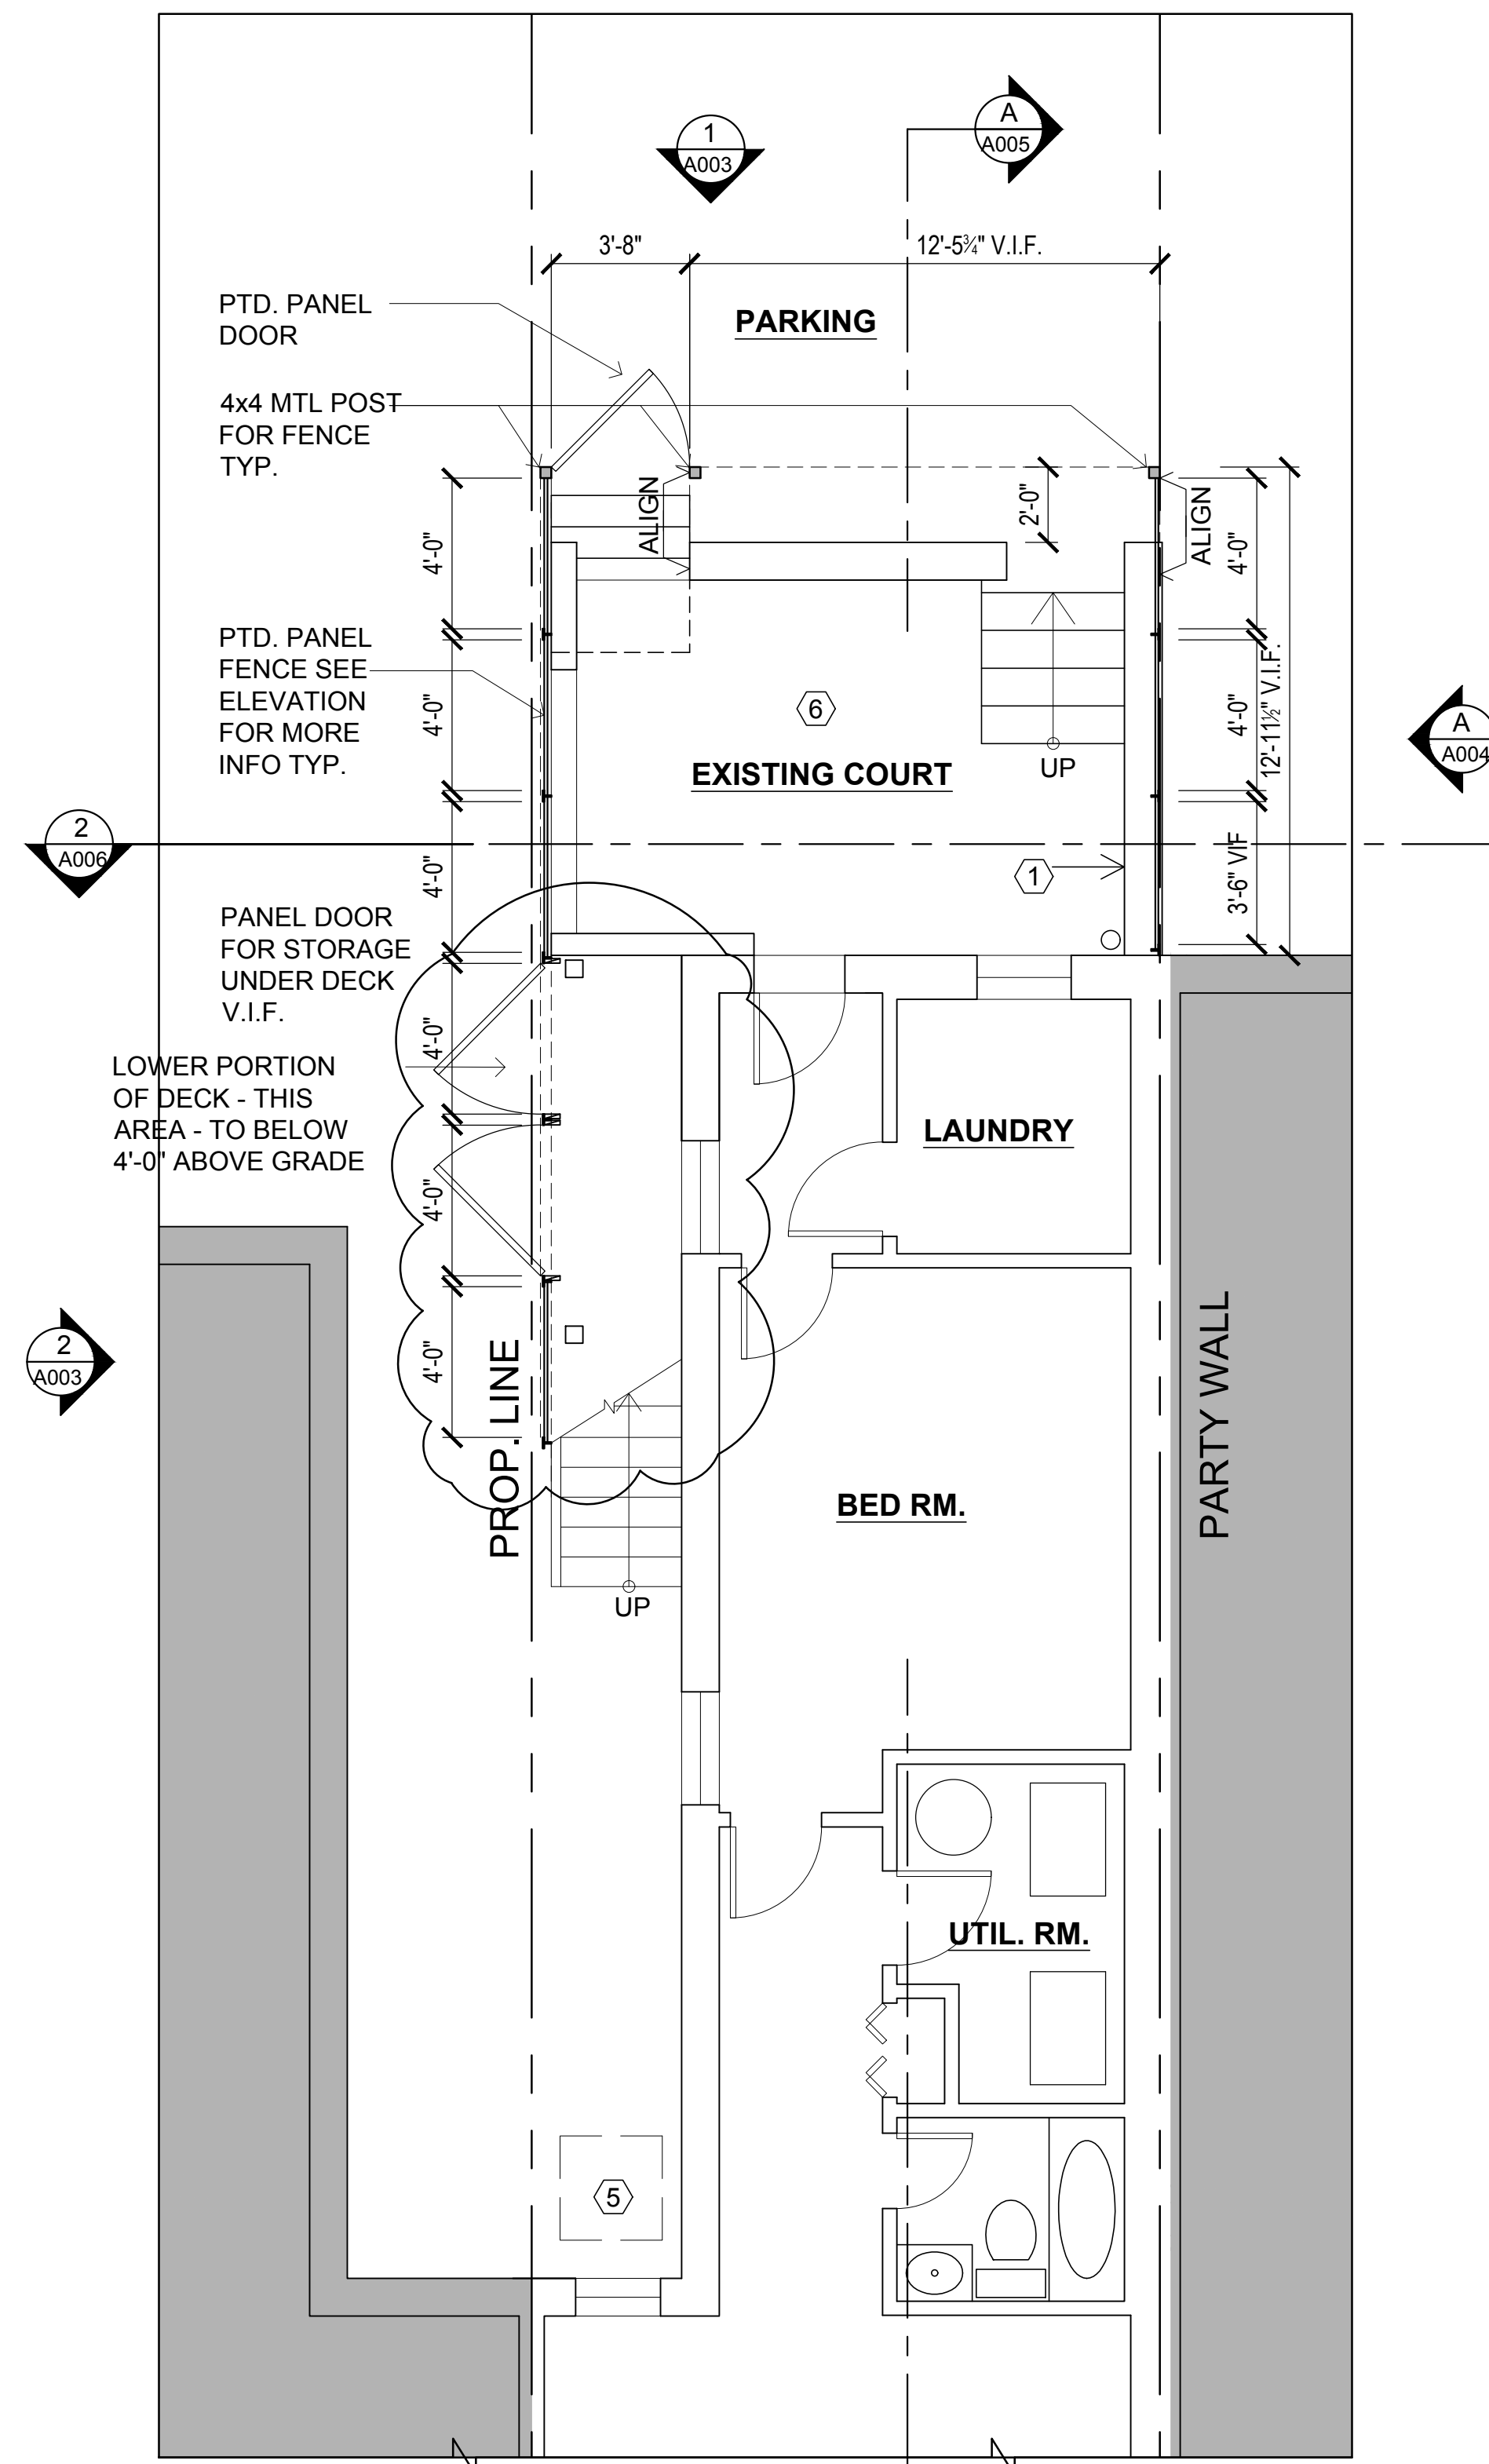 1
A003
A
A005
3'-8"
12'-5¾" V.I.F.
PTD. PANEL
DOOR
PARKING
4x4 MTL POST
FOR FENCE
TYP.
ALIGN
2'-0"
ALIGN
4'-0"
4'-0"
12'-11½" V.I.F.
PTD. PANEL
FENCE SEE
ELEVATION
FOR MORE
INFO TYP.
4'-0"
6
4'-0"
A
A004
EXISTING COURT
UP
2
A006
4'-0"
1
3'-6" VIF
PANEL DOOR
FOR STORAGE
UNDER DECK
V.I.F.
4'-0"
LOWER PORTION
OF DECK - THIS
AREA - TO BELOW
4'-0" ABOVE GRADE
LAUNDRY
4'-0"
2
A003
4'-0"
PROP. LINE
PARTY WALL
BED RM.
UP
UTIL. RM.
5